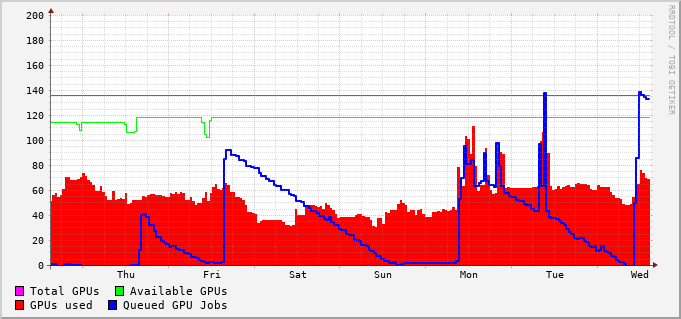 200
180
160
140
120
100
80
60
40
20
0
Thu Fri Sat Sun Mon Tue Wed
Total GPUs Available GPUs
GPUs used Queued GPU Jobs
RRDTOOL / TOBI OETIKER